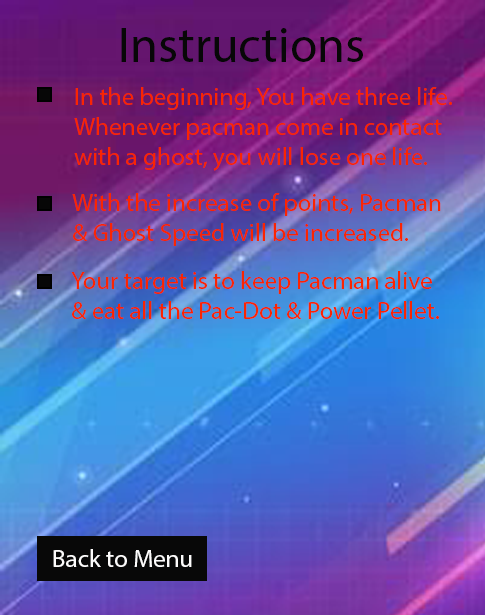 Instructions
In the beginning, You have three life.
Whenever pacman come in contact
with a ghost, you will lose one life.
With the increase of points, Pacman
& Ghost Speed will be increased.
Your target is to keep Pacman alive
& eat all the Pac-Dot & Power Pellet.
Back to Menu